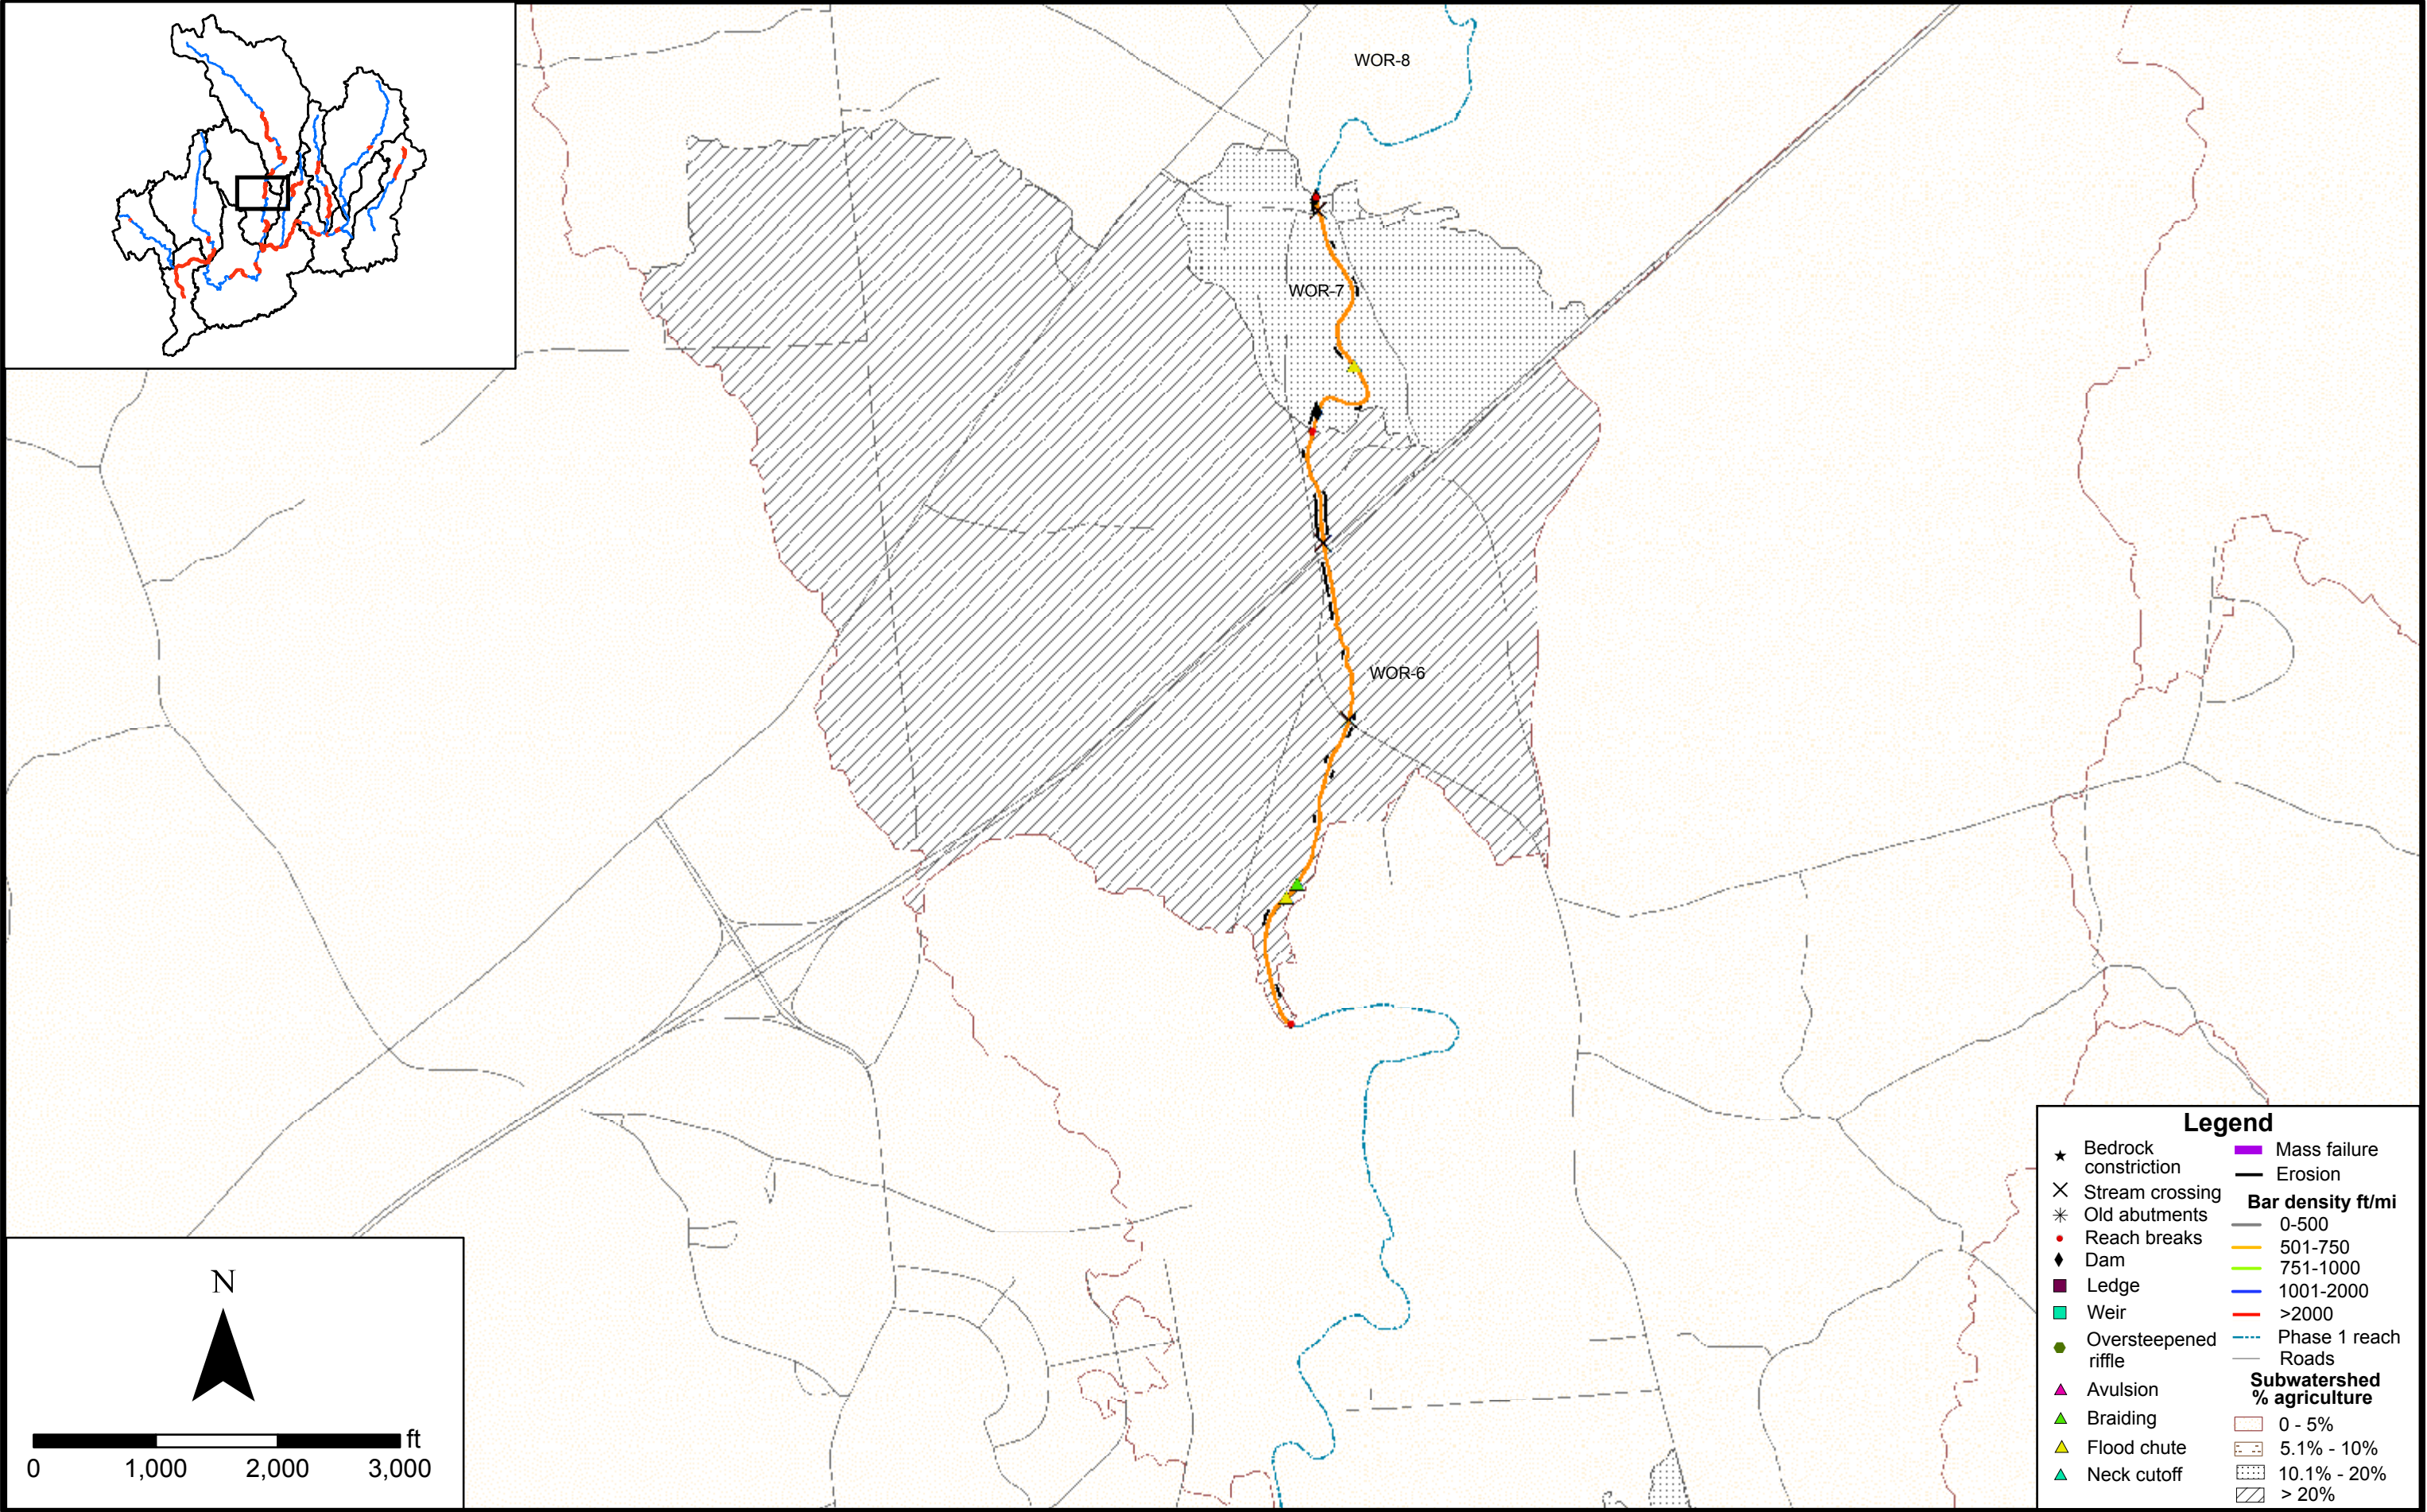 WOR-8
WOR-7
WOR-6
N
ft
0 1,000 2,000 3,000
Legend
Bedrock
constriction
Stream crossing
Old abutments
Reach breaks
Dam
Ledge
Weir
Oversteepened
riffle
Avulsion
Braiding
Flood chute
Neck cutoff
Mass failure
Erosion
Bar density ft/mi
0-500
501-750
751-1000
1001-2000
>2000
Phase 1 reach
Roads
Subwatershed
% agriculture
0 - 5%
5.1% - 10%
10.1% - 20%
> 20%